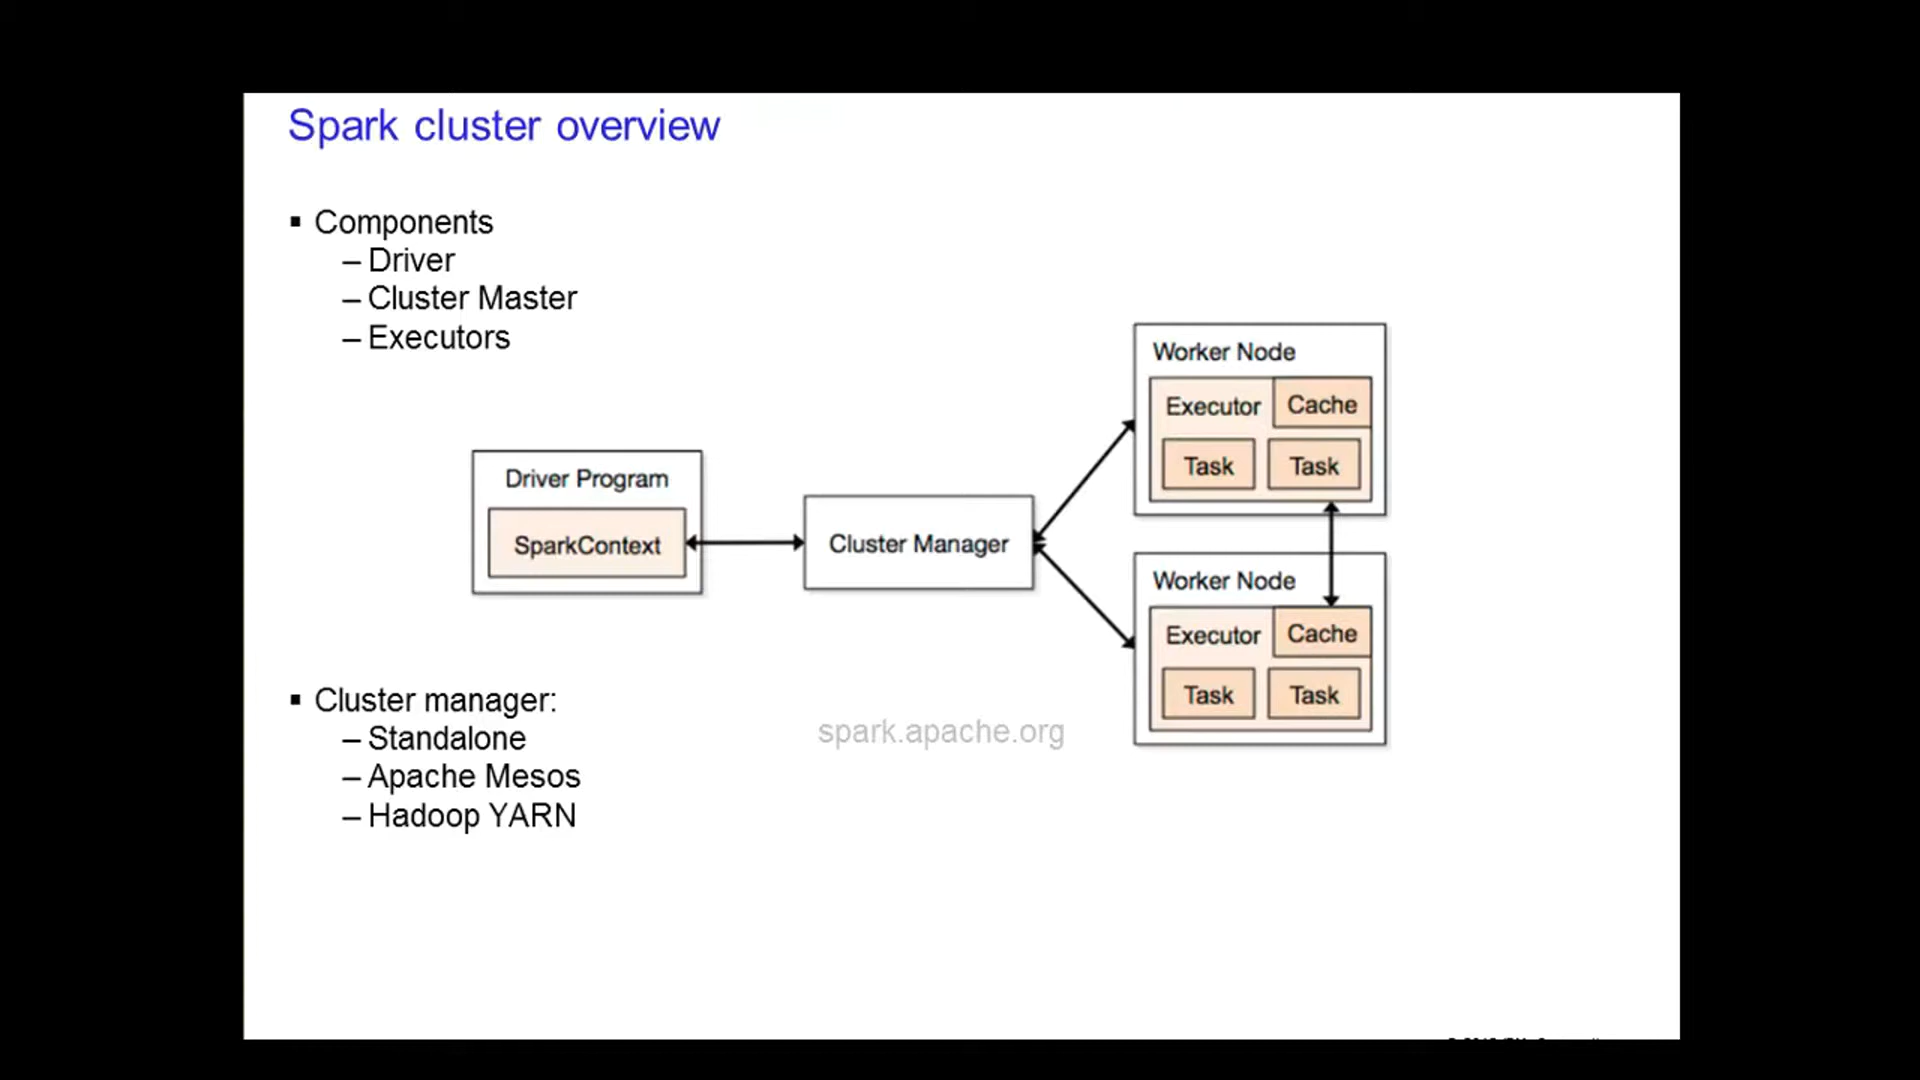 Spark cluster overview
▪ Components
– Driver
– Cluster Master
– Executors
Worker Node
Executor Cache
Task Task
Driver Program
SparkContext
Cluster Manager
Worker Node
Executor Cache
Task Task
▪ Cluster manager:
– Standalone
– Apache Mesos
– Hadoop YARN
spark.apache.org